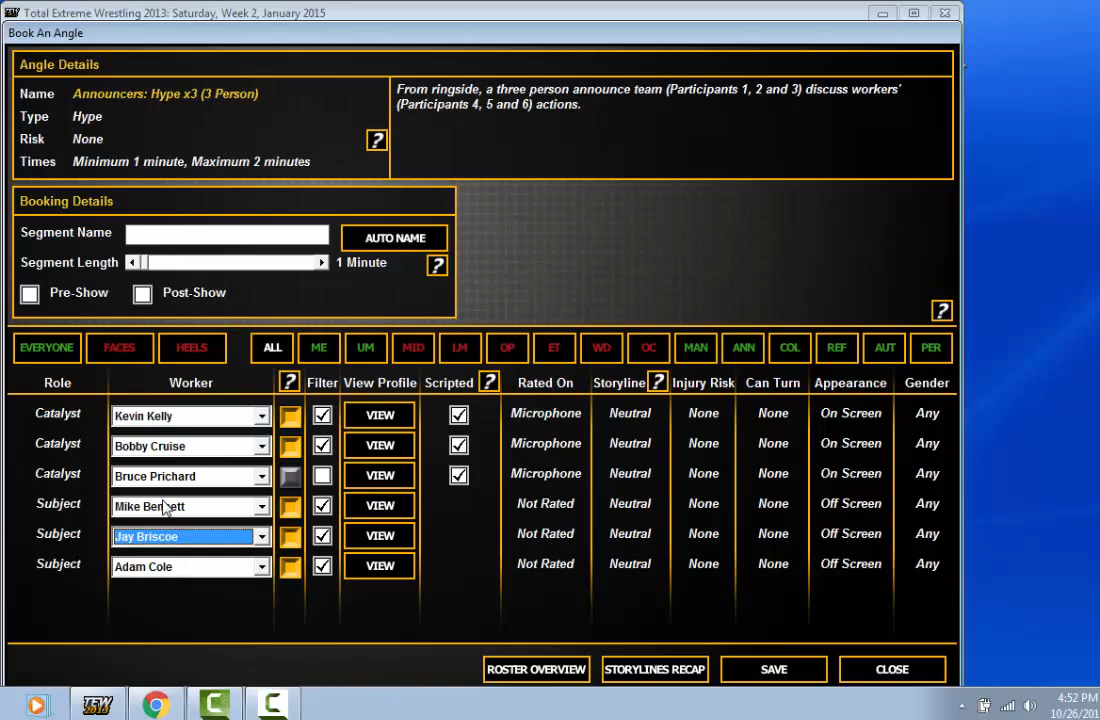 Total Extreme Wrestling 2013: Saturday, Week 2, January 2015
Book An Angle
Angle Details
Name Announcers: Hype x3 (3 Person)
Type Hype
Risk None
Times Minimum 1 minute, Maximum 2 minutes
?
From ringside, a three person announce team (Participants 1, 2 and 3) discuss workers'
(Participants 4, 5 and 6) actions.
Booking Details
Segment Name AUTO NAME
Segment Length 1 Minute ?
Pre-Show Post-Show
?
EVERYONE FACES HEELS ALL ME UM MID LM OP ET WD OC MAN ANN COL REF AUT PER
Role Worker ? Filter View Profile Scripted ? Rated On Storyline ? Injury Risk Can Turn Appearance Gender
Catalyst Kevin Kelly VIEW Microphone Neutral None None On Screen Any
Catalyst Bobby Cruise VIEW Microphone Neutral None None On Screen Any
Catalyst Bruce Prichard VIEW Microphone Neutral None None On Screen Any
Subject Mike Bennett VIEW Not Rated Neutral None None Off Screen Any
Subject Jay Briscoe VIEW Not Rated Neutral None None Off Screen Any
Subject Adam Cole VIEW Not Rated Neutral None None Off Screen Any
ROSTER OVERVIEW STORYLINES RECAP SAVE CLOSE
TEW
2013
4:52 PM
10/26/201